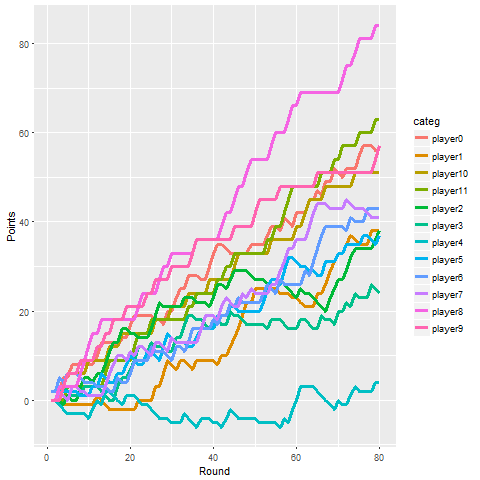 80
60
40
20
0
Points
0
20
40
60
80
Round
categ
player0
player1
player10
player11
player2
player3
player4
player5
player6
player7
player8
player9